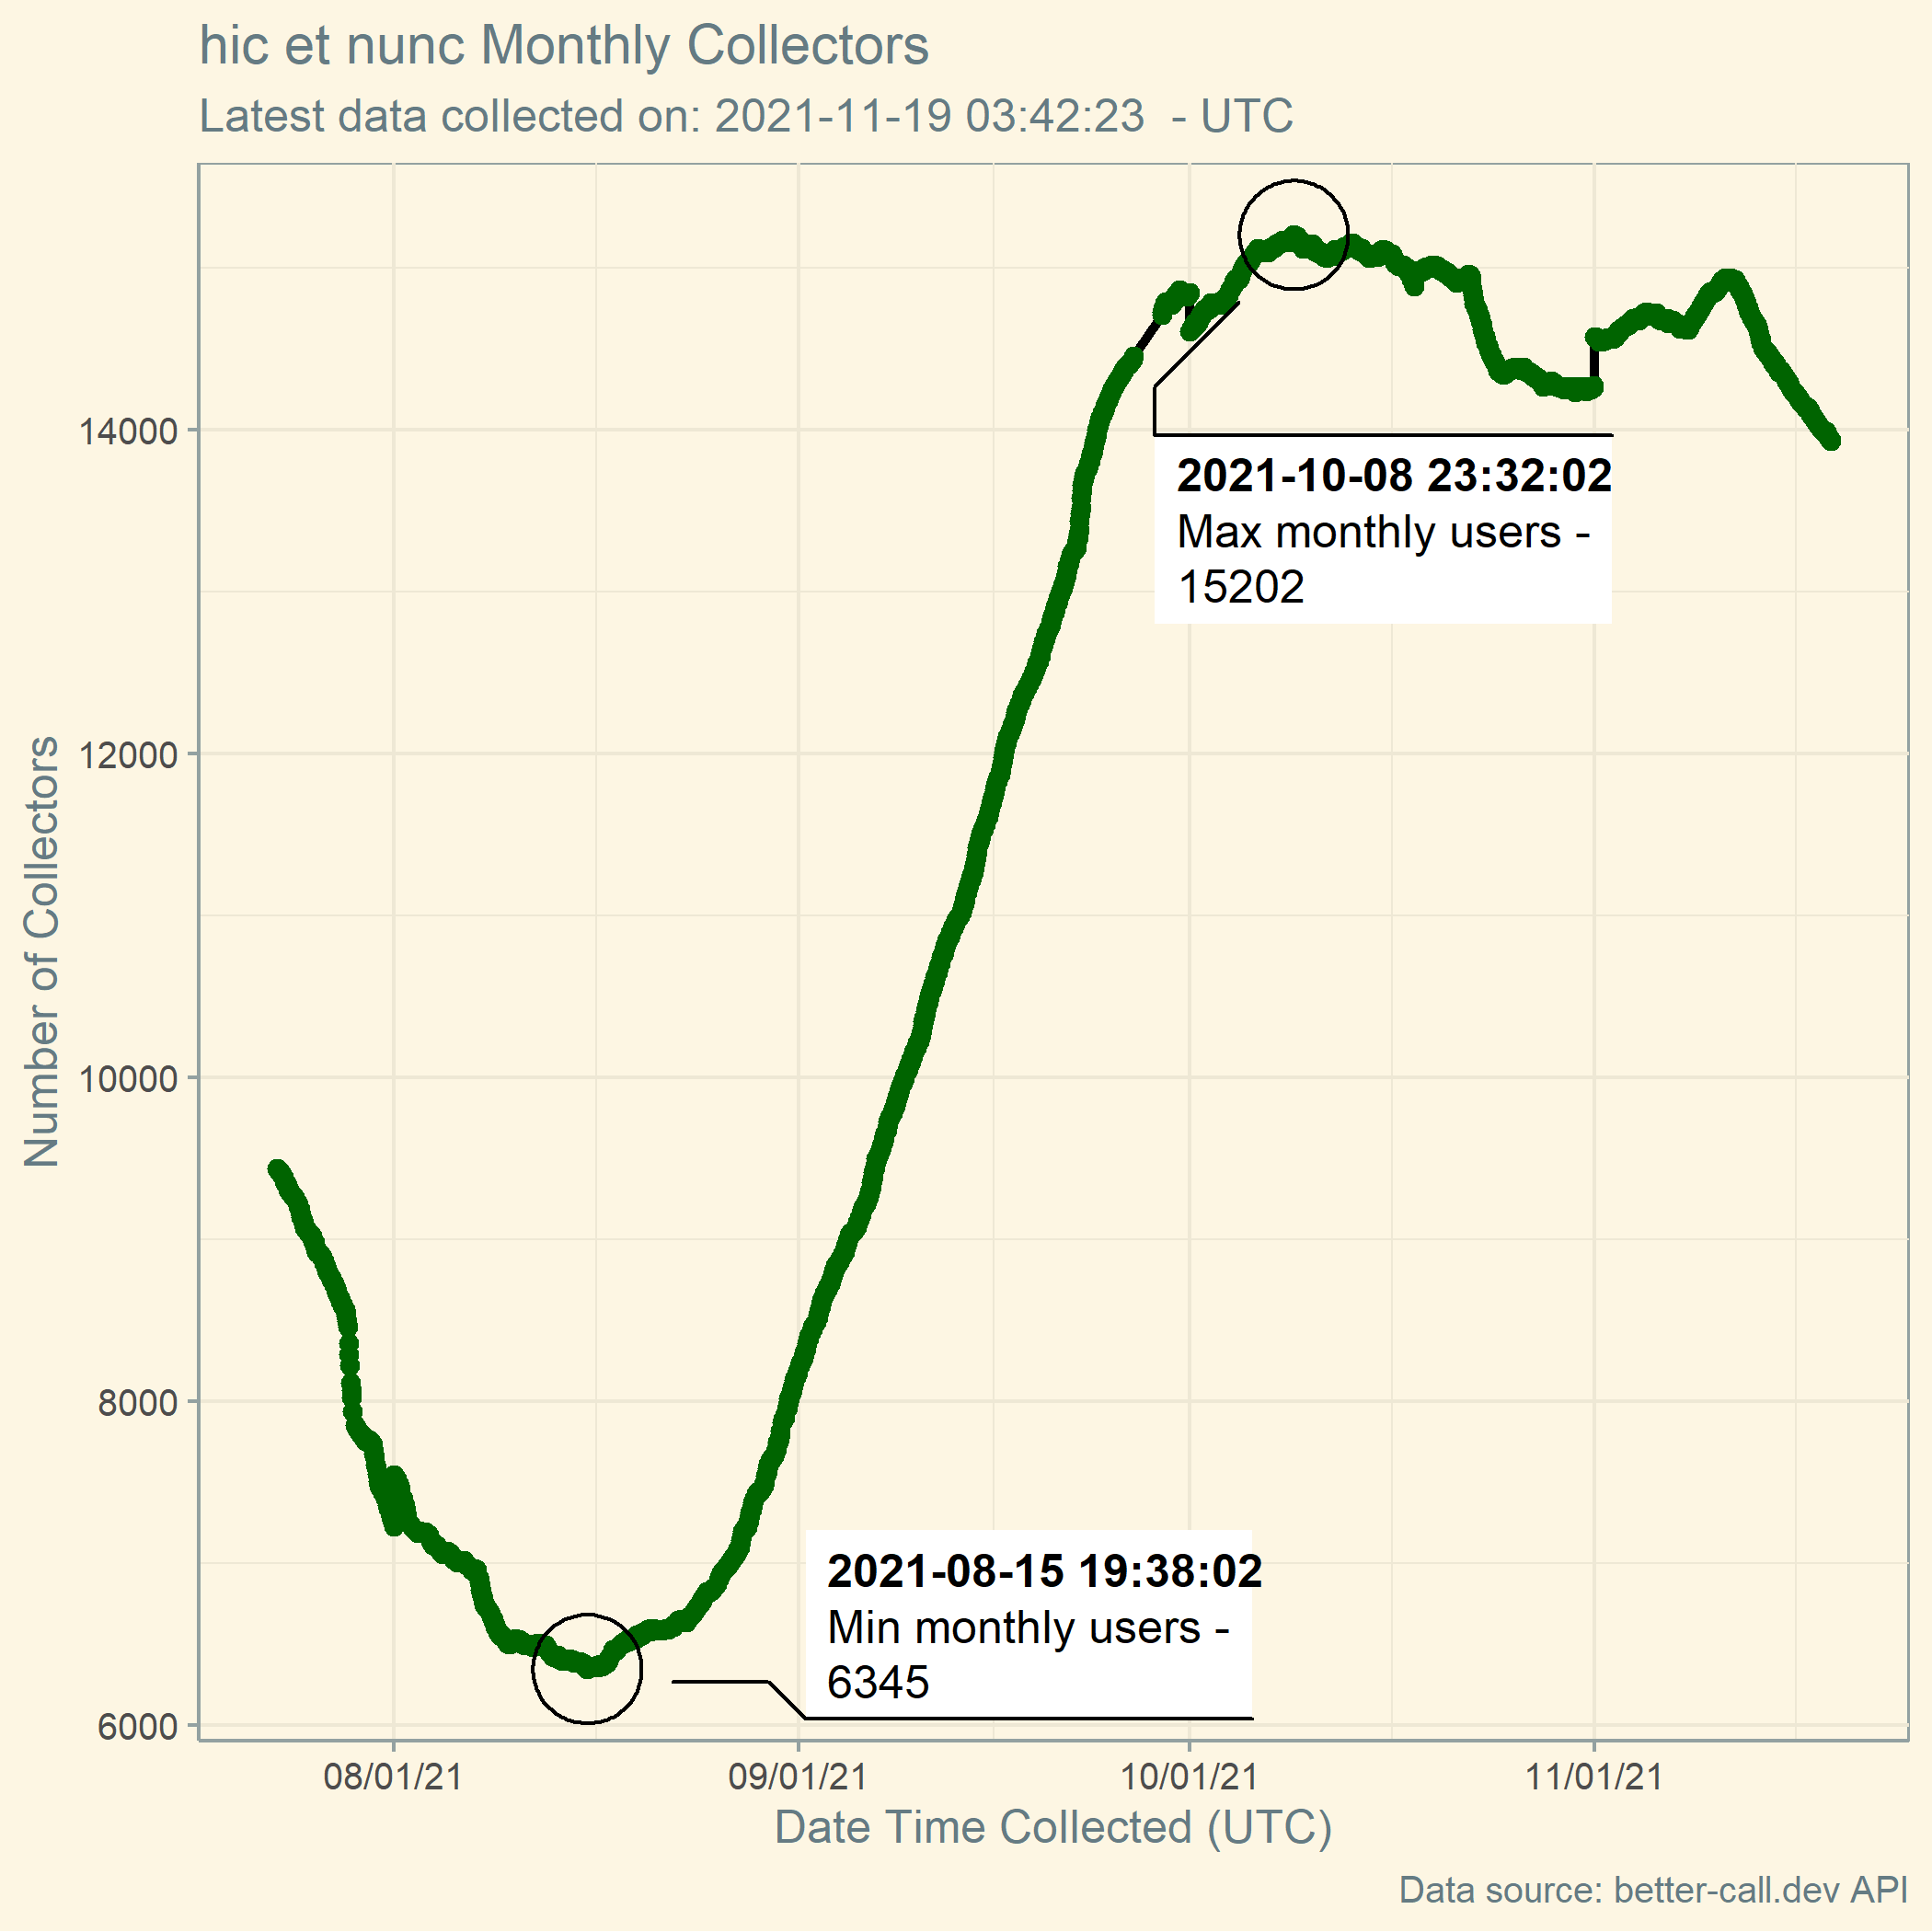 hic et nunc Monthly Collectors
Latest data collected on: 2021-11-19 03:42:23  - UTC
Number of Collectors
14000
12000
10000
8000
6000
2021-10-08 23:32:02
Max monthly users -
15202
2021-08-15 19:38:02
Min monthly users -
6345
08/01/21
09/01/21
10/01/21
11/01/21
Date Time Collected (UTC)
Data source: better-call.dev API